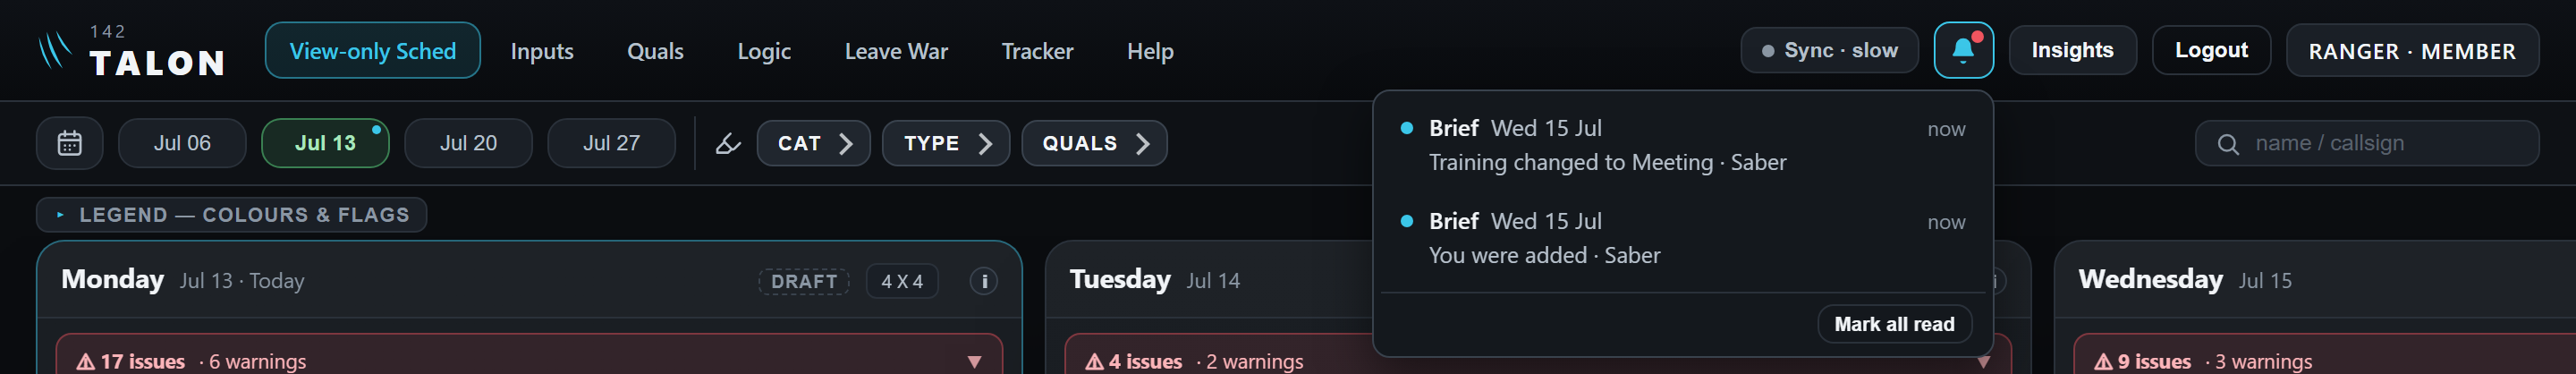 142
TALON
View-only Sched
Inputs
Quals
Logic
Leave War
Tracker
Help
Sync · slow
Insights
Logout
RANGER · MEMBER
Jul 06
Jul 13
Jul 20
Jul 27
CAT
TYPE
QUALS
name / callsign
Brief Wed 15 Jul now
Training changed to Meeting · Saber
Brief Wed 15 Jul now
You were added · Saber
Mark all read
LEGEND — COLOURS & FLAGS
Monday Jul 13 · Today DRAFT 4 X 4 i
17 issues · 6 warnings
Tuesday Jul 14 i
4 issues · 2 warnings
Wednesday Jul 15
9 issues · 3 warnings